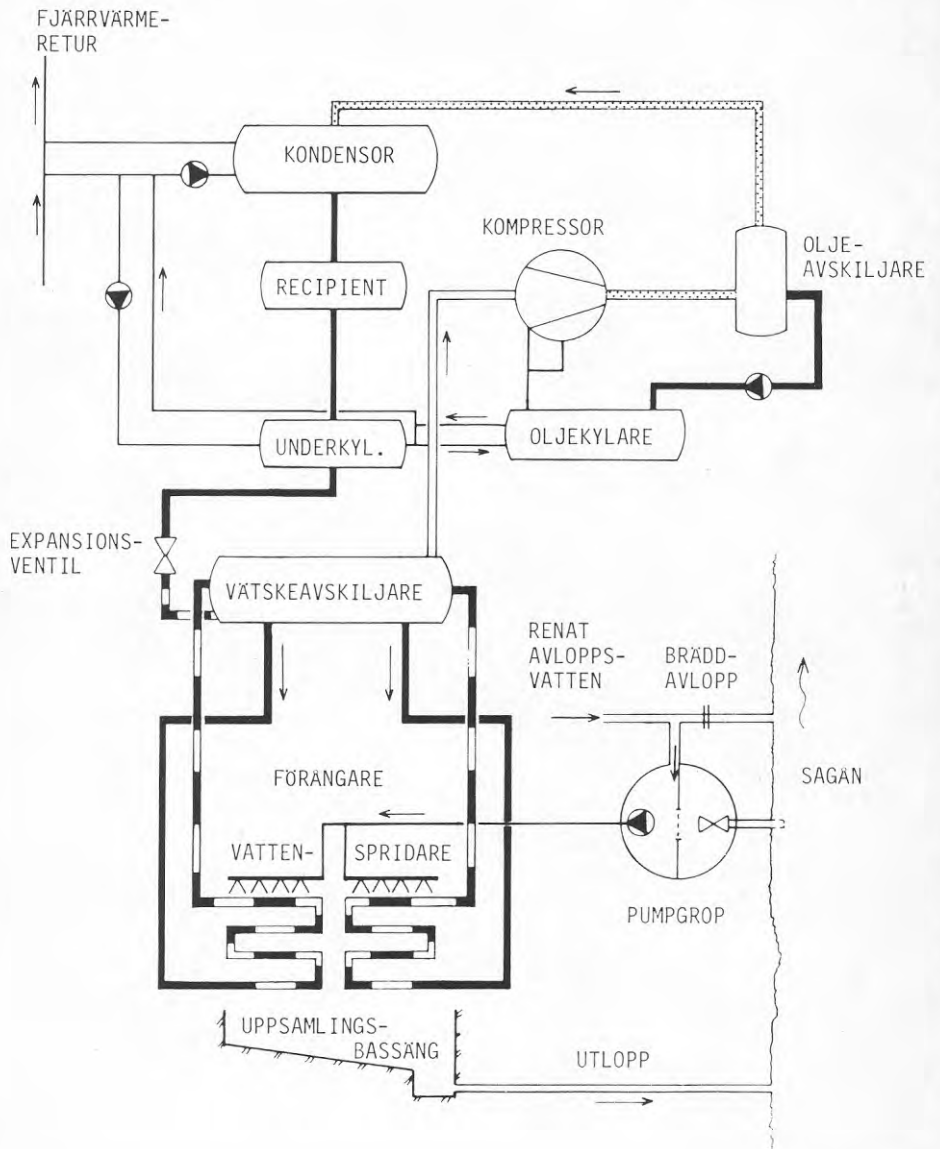 FJÄRRVÄRME-
RETUR
KONDENSOR
KOMPRESSOR
OLJE-
AVSKILJARE
RECIPIENT
UNDERKYL.
OLJEKYLARE
EXPANSIONS-
VENTIL
VÄTSKEAVSKILJARE
RENAT
AVLOPPS-
VATTEN
BRÄDD-
AVLOPP
SAGÅN
FÖRÅNGARE
VATTEN-
SPRIDARE
PUMPGROP
UPPSAMLINGS-
BASSÄNG
UTLOPP